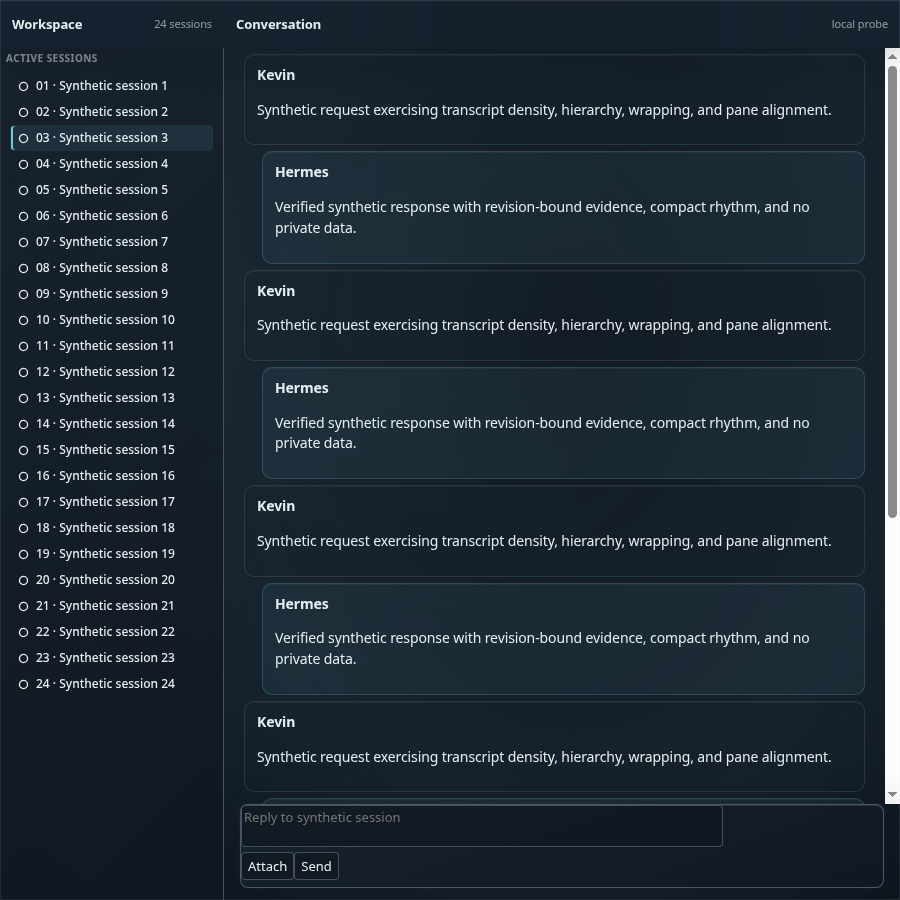 Workspace
24 sessions
Conversation
local probe
ACTIVE SESSIONS
01 · Synthetic session 1
02 · Synthetic session 2
03 · Synthetic session 3
04 · Synthetic session 4
05 · Synthetic session 5
06 · Synthetic session 6
07 · Synthetic session 7
08 · Synthetic session 8
09 · Synthetic session 9
10 · Synthetic session 10
11 · Synthetic session 11
12 · Synthetic session 12
13 · Synthetic session 13
14 · Synthetic session 14
15 · Synthetic session 15
16 · Synthetic session 16
17 · Synthetic session 17
18 · Synthetic session 18
19 · Synthetic session 19
20 · Synthetic session 20
21 · Synthetic session 21
22 · Synthetic session 22
23 · Synthetic session 23
24 · Synthetic session 24
Kevin
Synthetic request exercising transcript density, hierarchy, wrapping, and pane alignment.
Hermes
Verified synthetic response with revision-bound evidence, compact rhythm, and no
private data.
Kevin
Synthetic request exercising transcript density, hierarchy, wrapping, and pane alignment.
Hermes
Verified synthetic response with revision-bound evidence, compact rhythm, and no
private data.
Kevin
Synthetic request exercising transcript density, hierarchy, wrapping, and pane alignment.
Hermes
Verified synthetic response with revision-bound evidence, compact rhythm, and no
private data.
Kevin
Synthetic request exercising transcript density, hierarchy, wrapping, and pane alignment.
Reply to synthetic session
Attach
Send